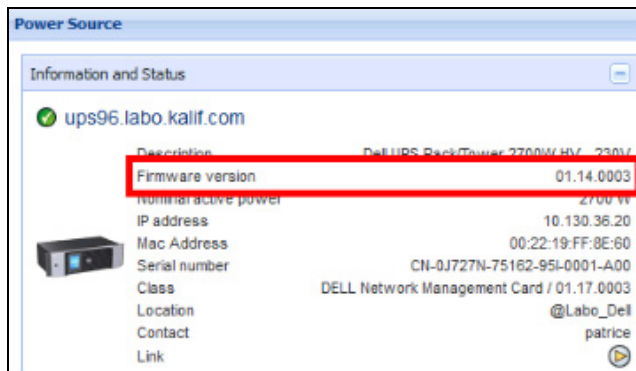 Power Source
Information and Status
ups96.labo.kalif.com
Description Dell UPS Rack/Tower 2700W HV 230V
Firmware version 01.14.0003
Nominal active power 2700 W
IP address 10.130.36.20
Mac Address 00:22:19:FF:8E:60
Serial number CN-0J727N-75162-95I-0001-A00
Class DELL Network Management Card / 01.17.0003
Location @Labo_Dell
Contact patrice
Link